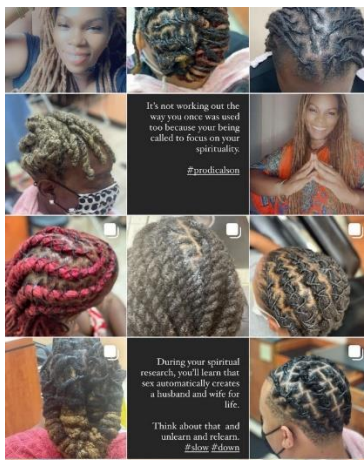 It's not working out the
way you once was used
too because your being
called to focus on your
spirituality.
#prodicalson
During your spiritual
research, you'll learn that
sex automatically creates
a husband and wife for
life.
Think about that and
unlearn and relearn.
#slow #down